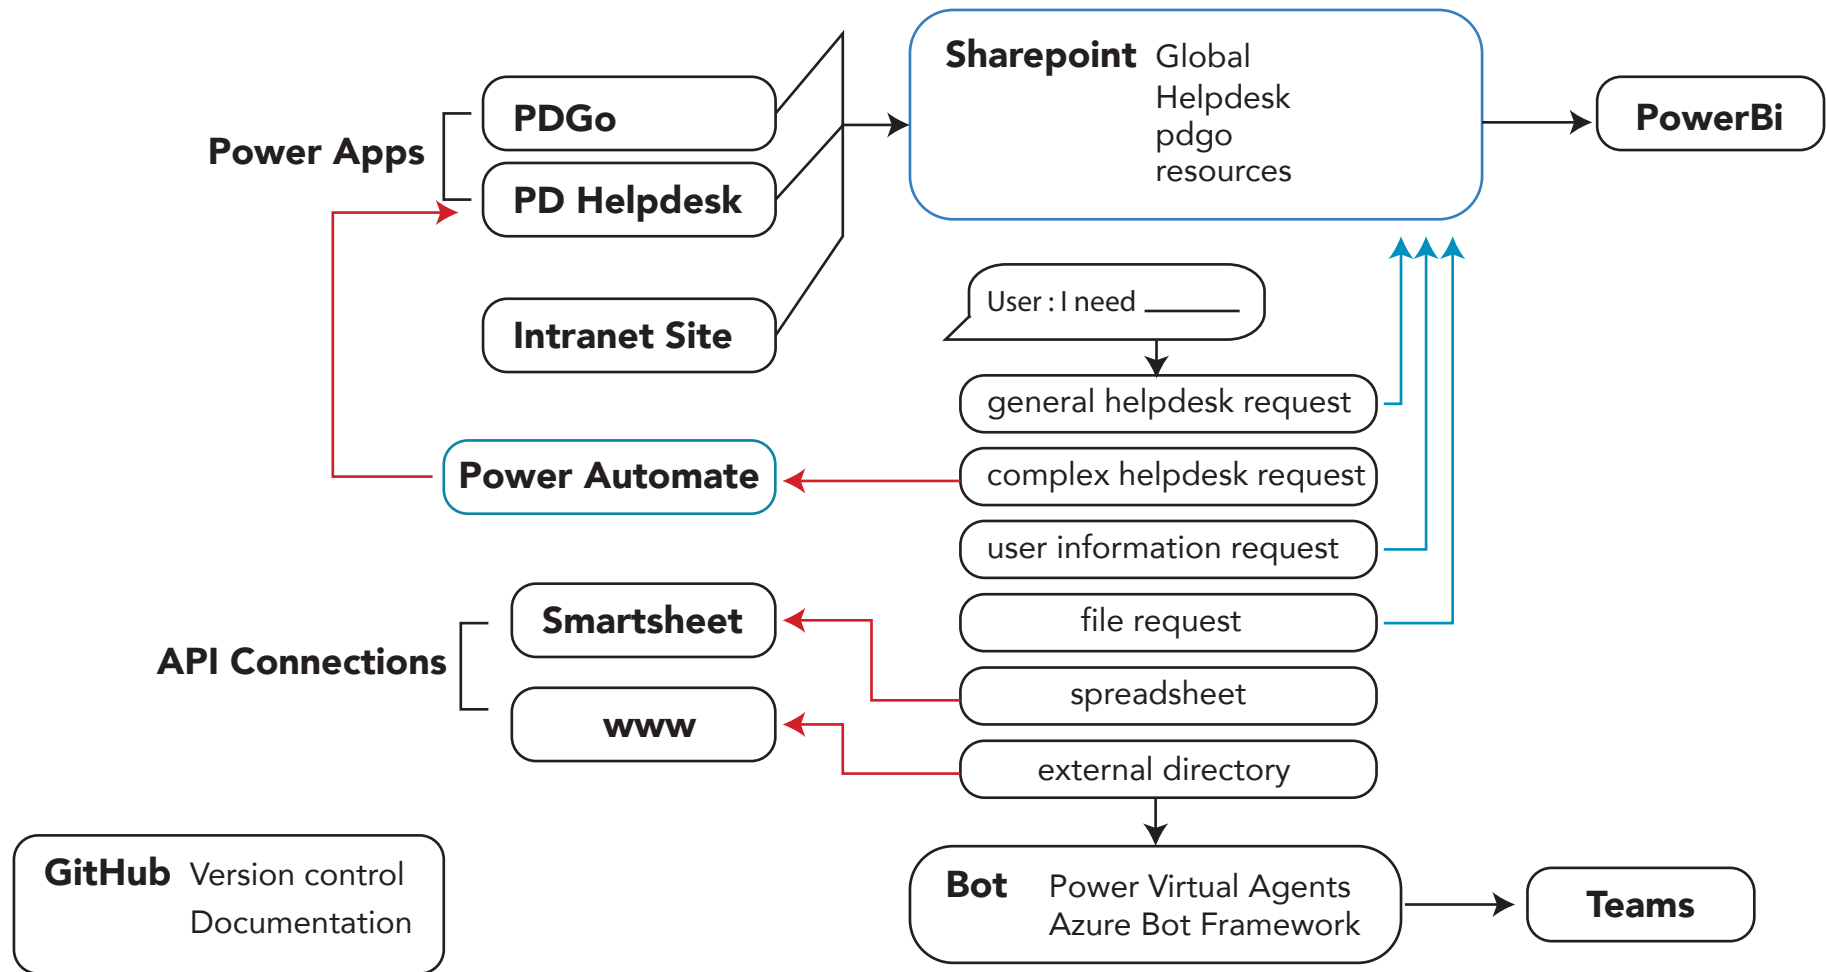 Sharepoint Global
Helpdesk
pdgo
resources
PowerBi
Power Apps
PDGo
PD Helpdesk
Intranet Site
User : I need ________
general helpdesk request
complex helpdesk request
user information request
file request
spreadsheet
external directory
Power Automate
API Connections
Smartsheet
www
GitHub Version control
Documentation
Bot Power Virtual Agents
Azure Bot Framework
Teams